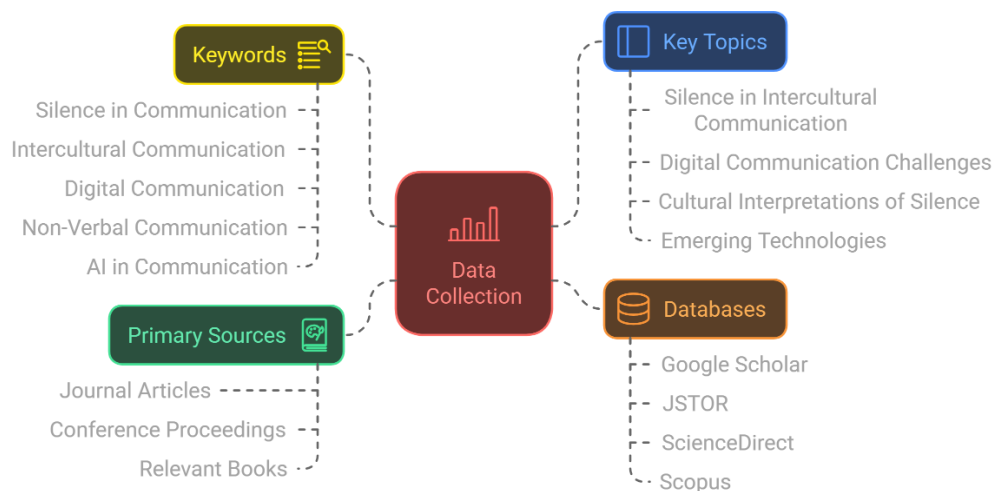 Keywords
Silence in Communication
Intercultural Communication
Digital Communication
Non-Verbal Communication
AI in Communication
Primary Sources
Journal Articles
Conference Proceedings
Relevant Books
Data
Collection
Key Topics
Silence in Intercultural
Communication
Digital Communication Challenges
Cultural Interpretations of Silence
Emerging Technologies
Databases
Google Scholar
JSTOR
ScienceDirect
Scopus